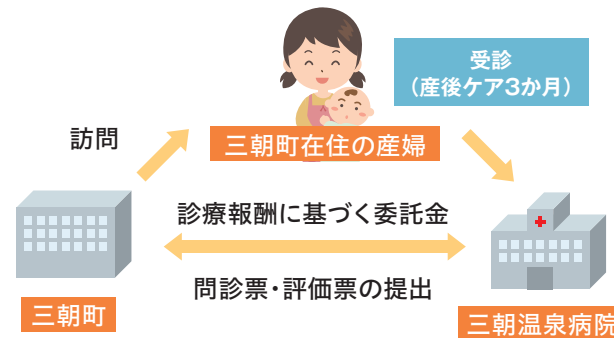 受診
（産後ケア3か月）
訪問
三朝町在住の産婦
診療報酬に基づく委託金
問診票・評価票の提出
三朝町
三朝温泉病院